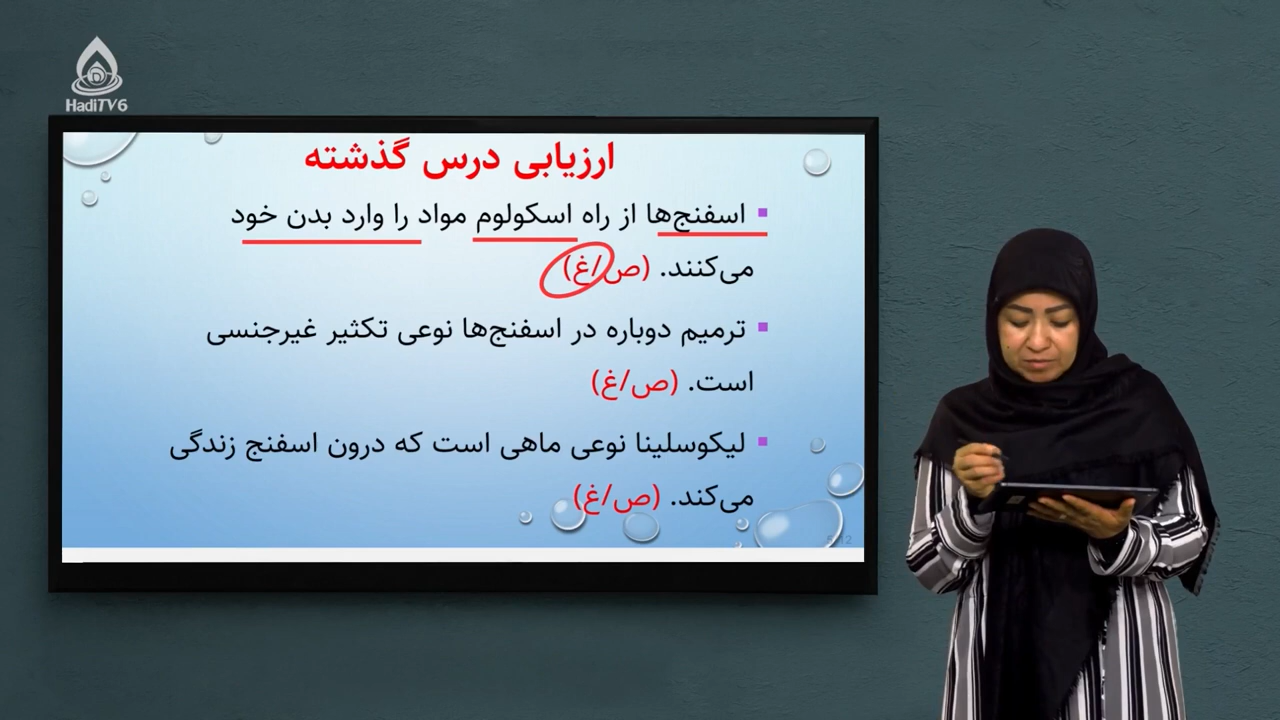 HadiTV6
ارزیابی درس گذشته
اسفنج‌ها از راه اسکولوم مواد را وارد بدن خود
می‌کنند. (ص/غ)
ترمیم دوباره در اسفنج‌ها نوعی تکثیر غیرجنسی
است. (ص/غ)
لیکوسلینا نوعی ماهی است که درون اسفنج زندگی
می‌کند. (ص/غ)